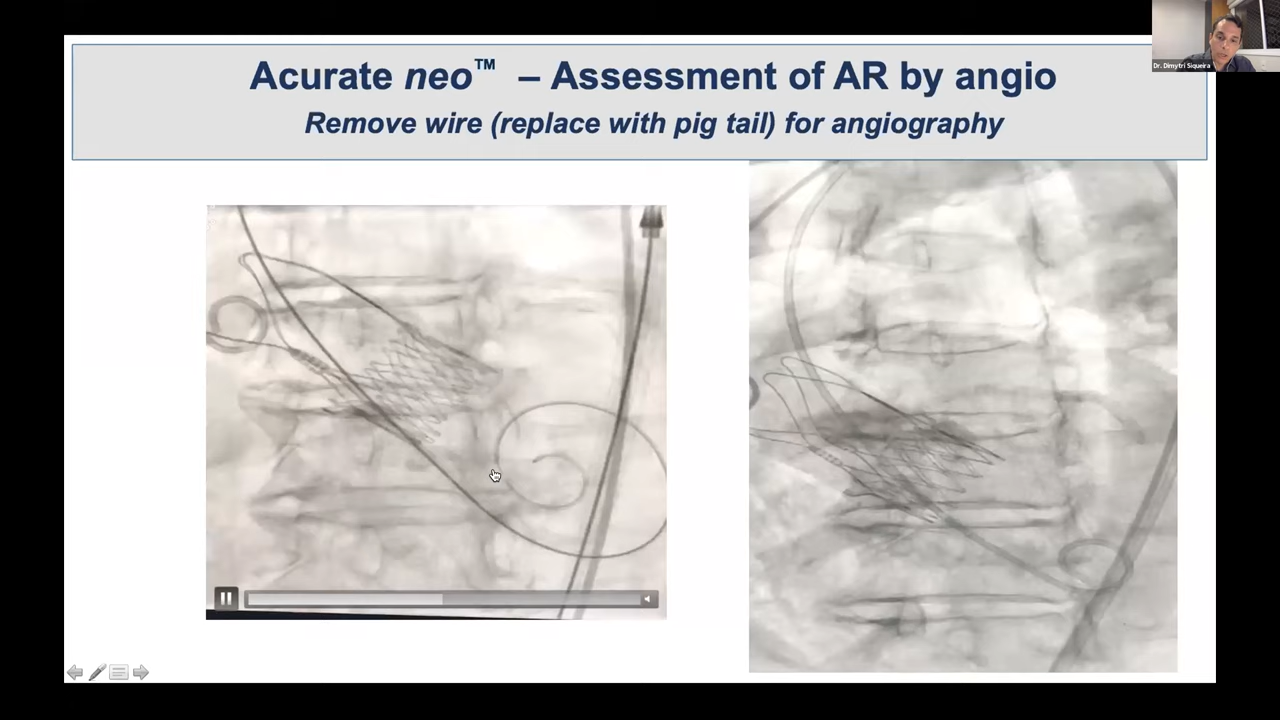 Acurate neo™ – Assessment of AR by angio
Remove wire (replace with pig tail) for angiography
Dr. Dimytri Siqueira